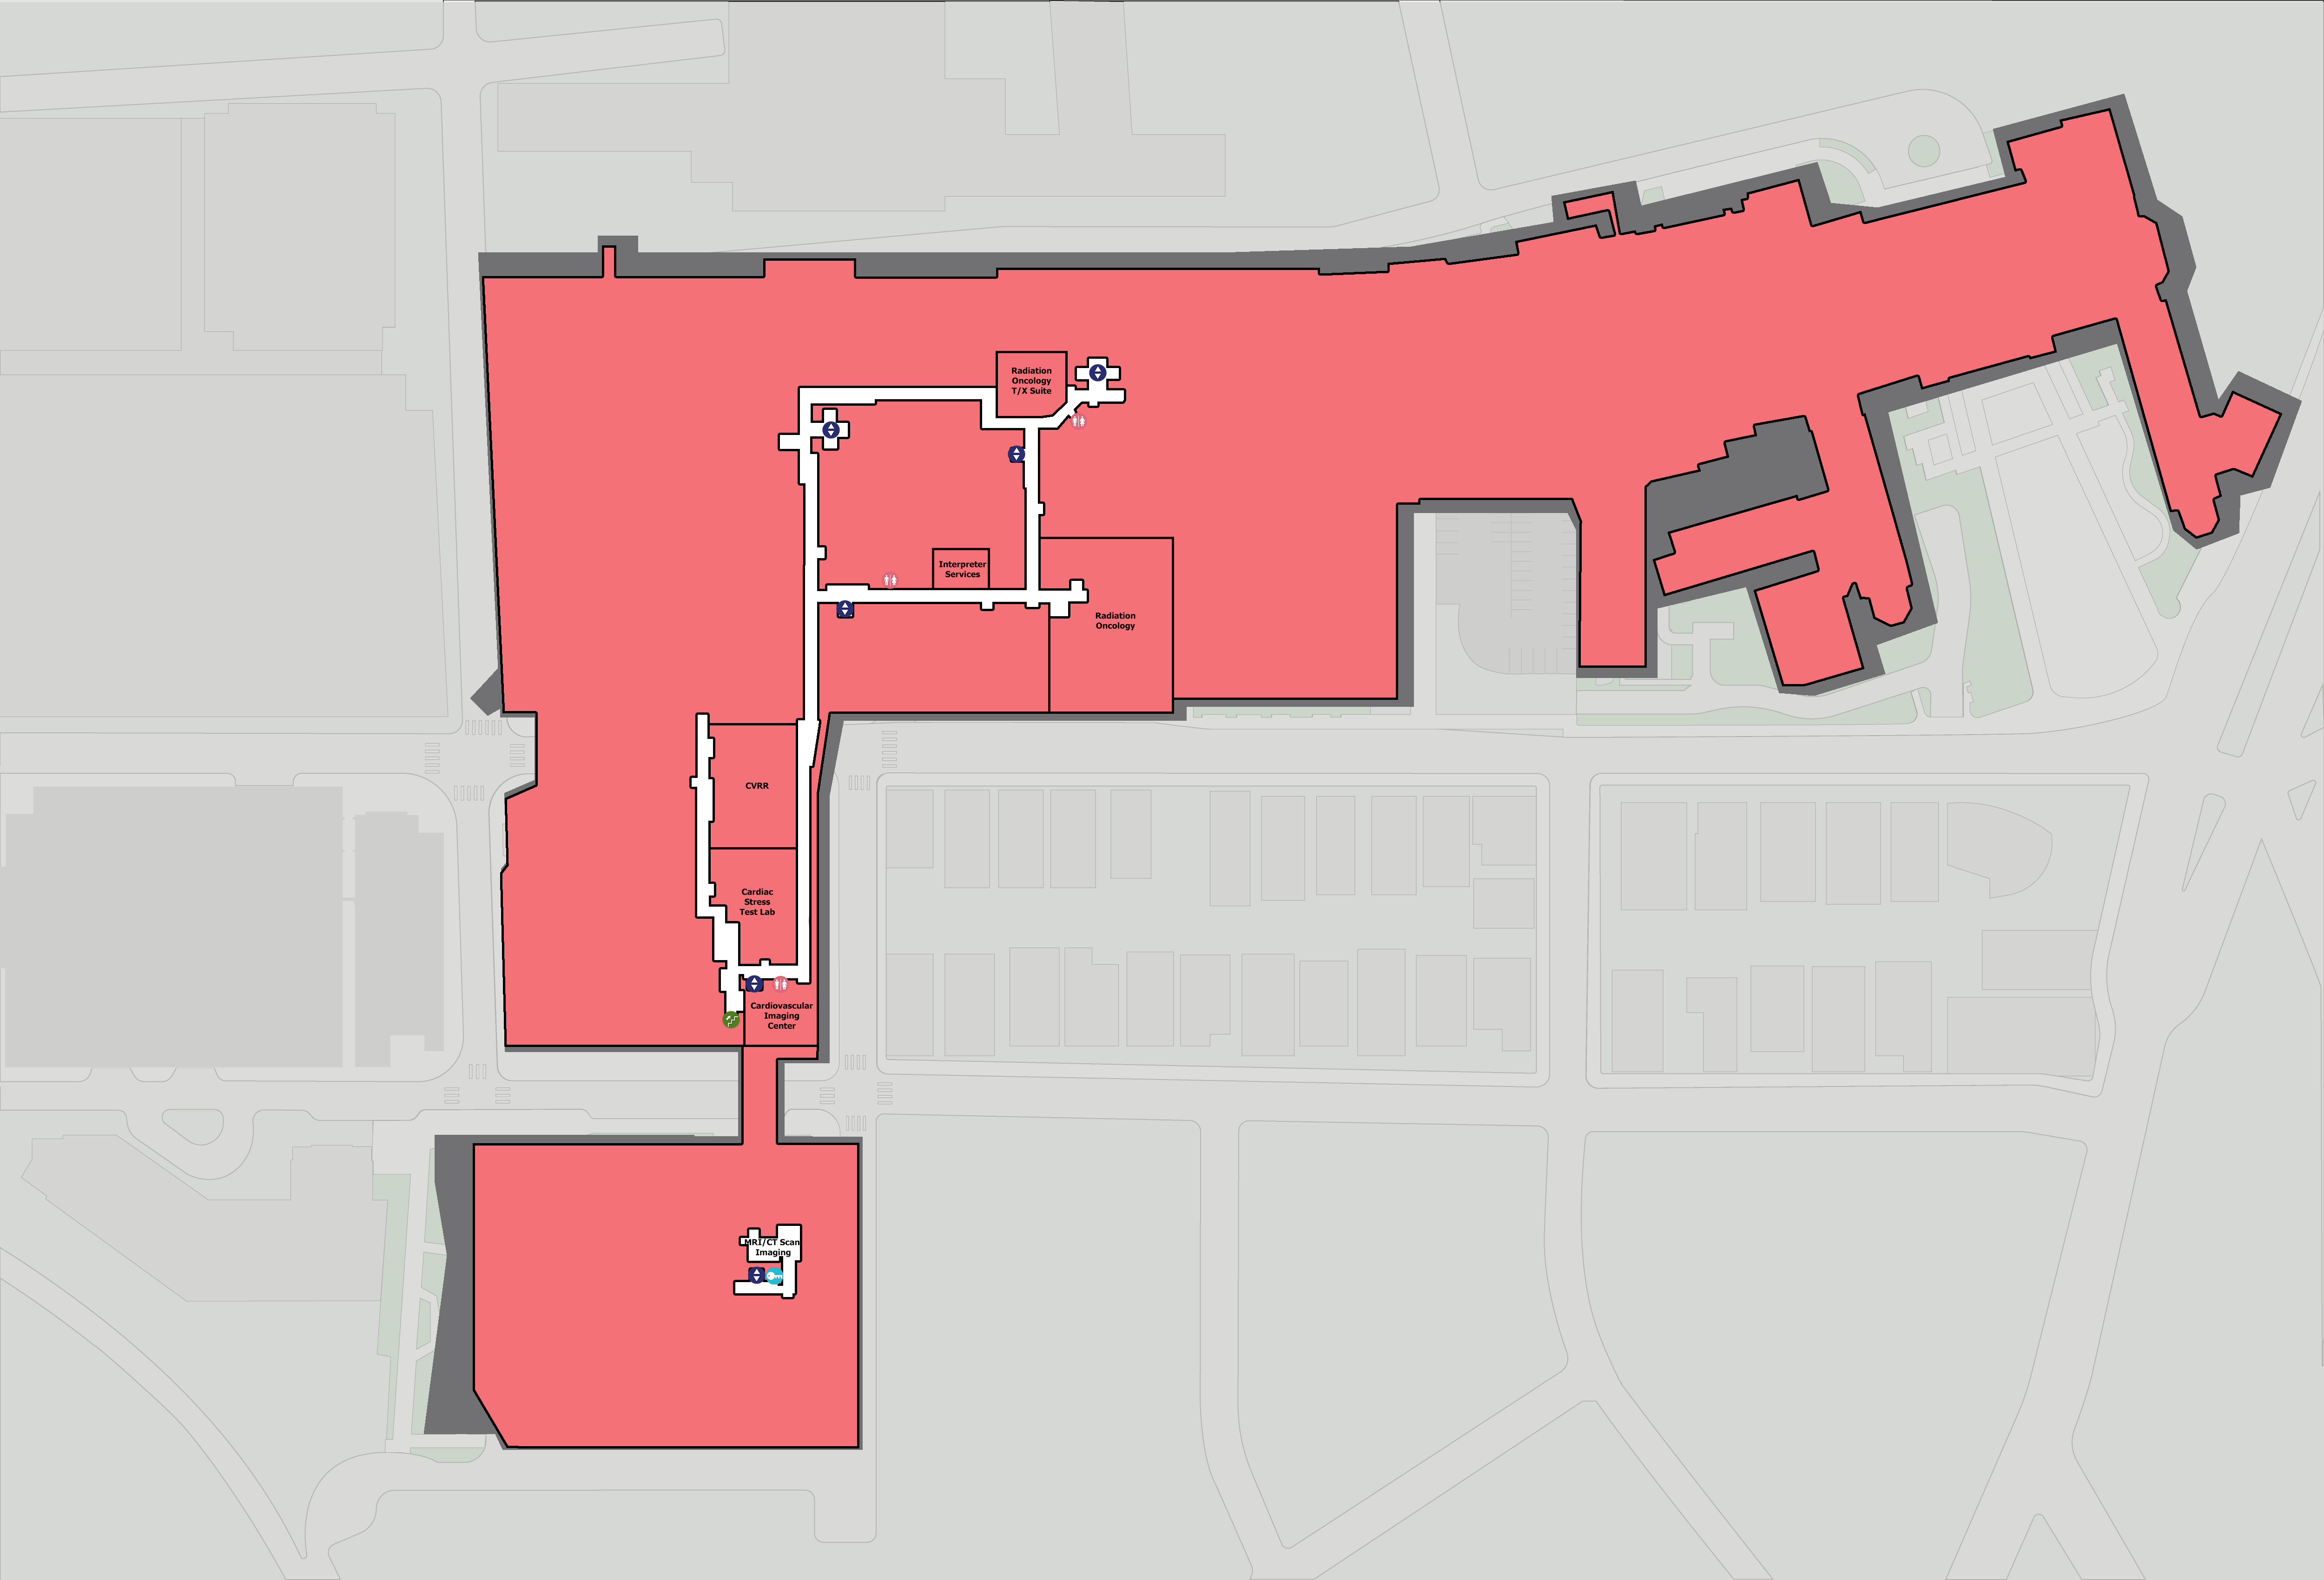 Radiation
Oncology
T/X Suite
Interpreter
Services
Radiation
Oncology
CVRR
Cardiac
Stress
Test Lab
Cardiovascular
Imaging
Center
MRI/CT Scan
Imaging